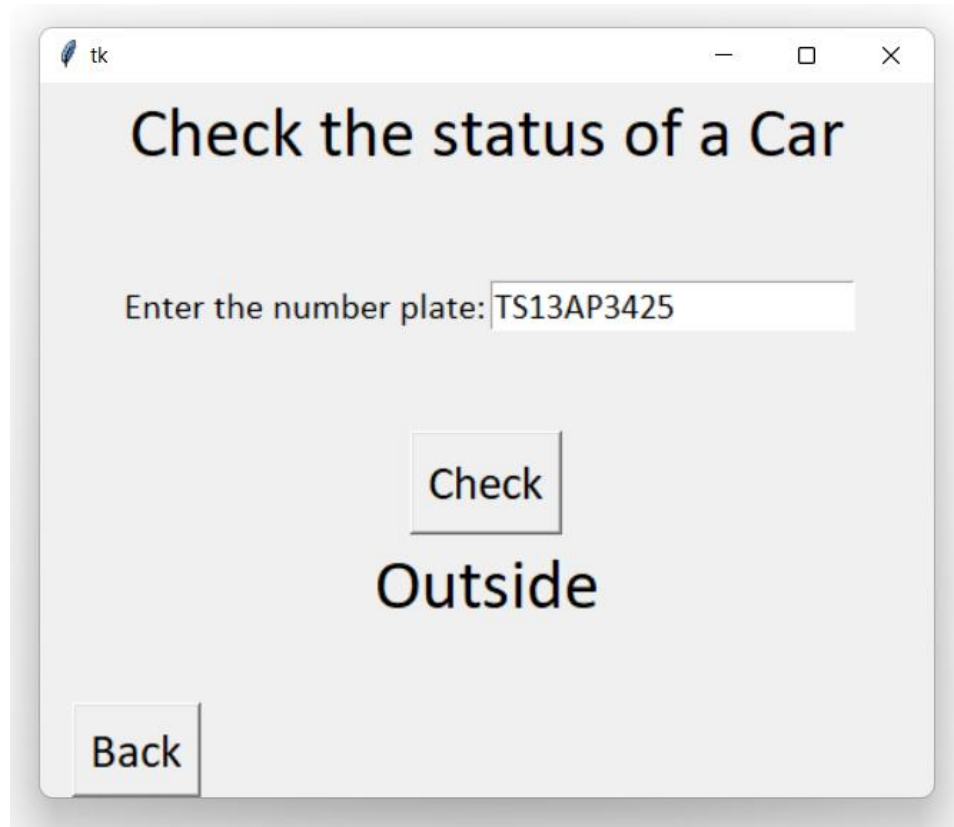 tk
Check the status of a Car
Enter the number plate: TS13AP3425
Check
Outside
Back